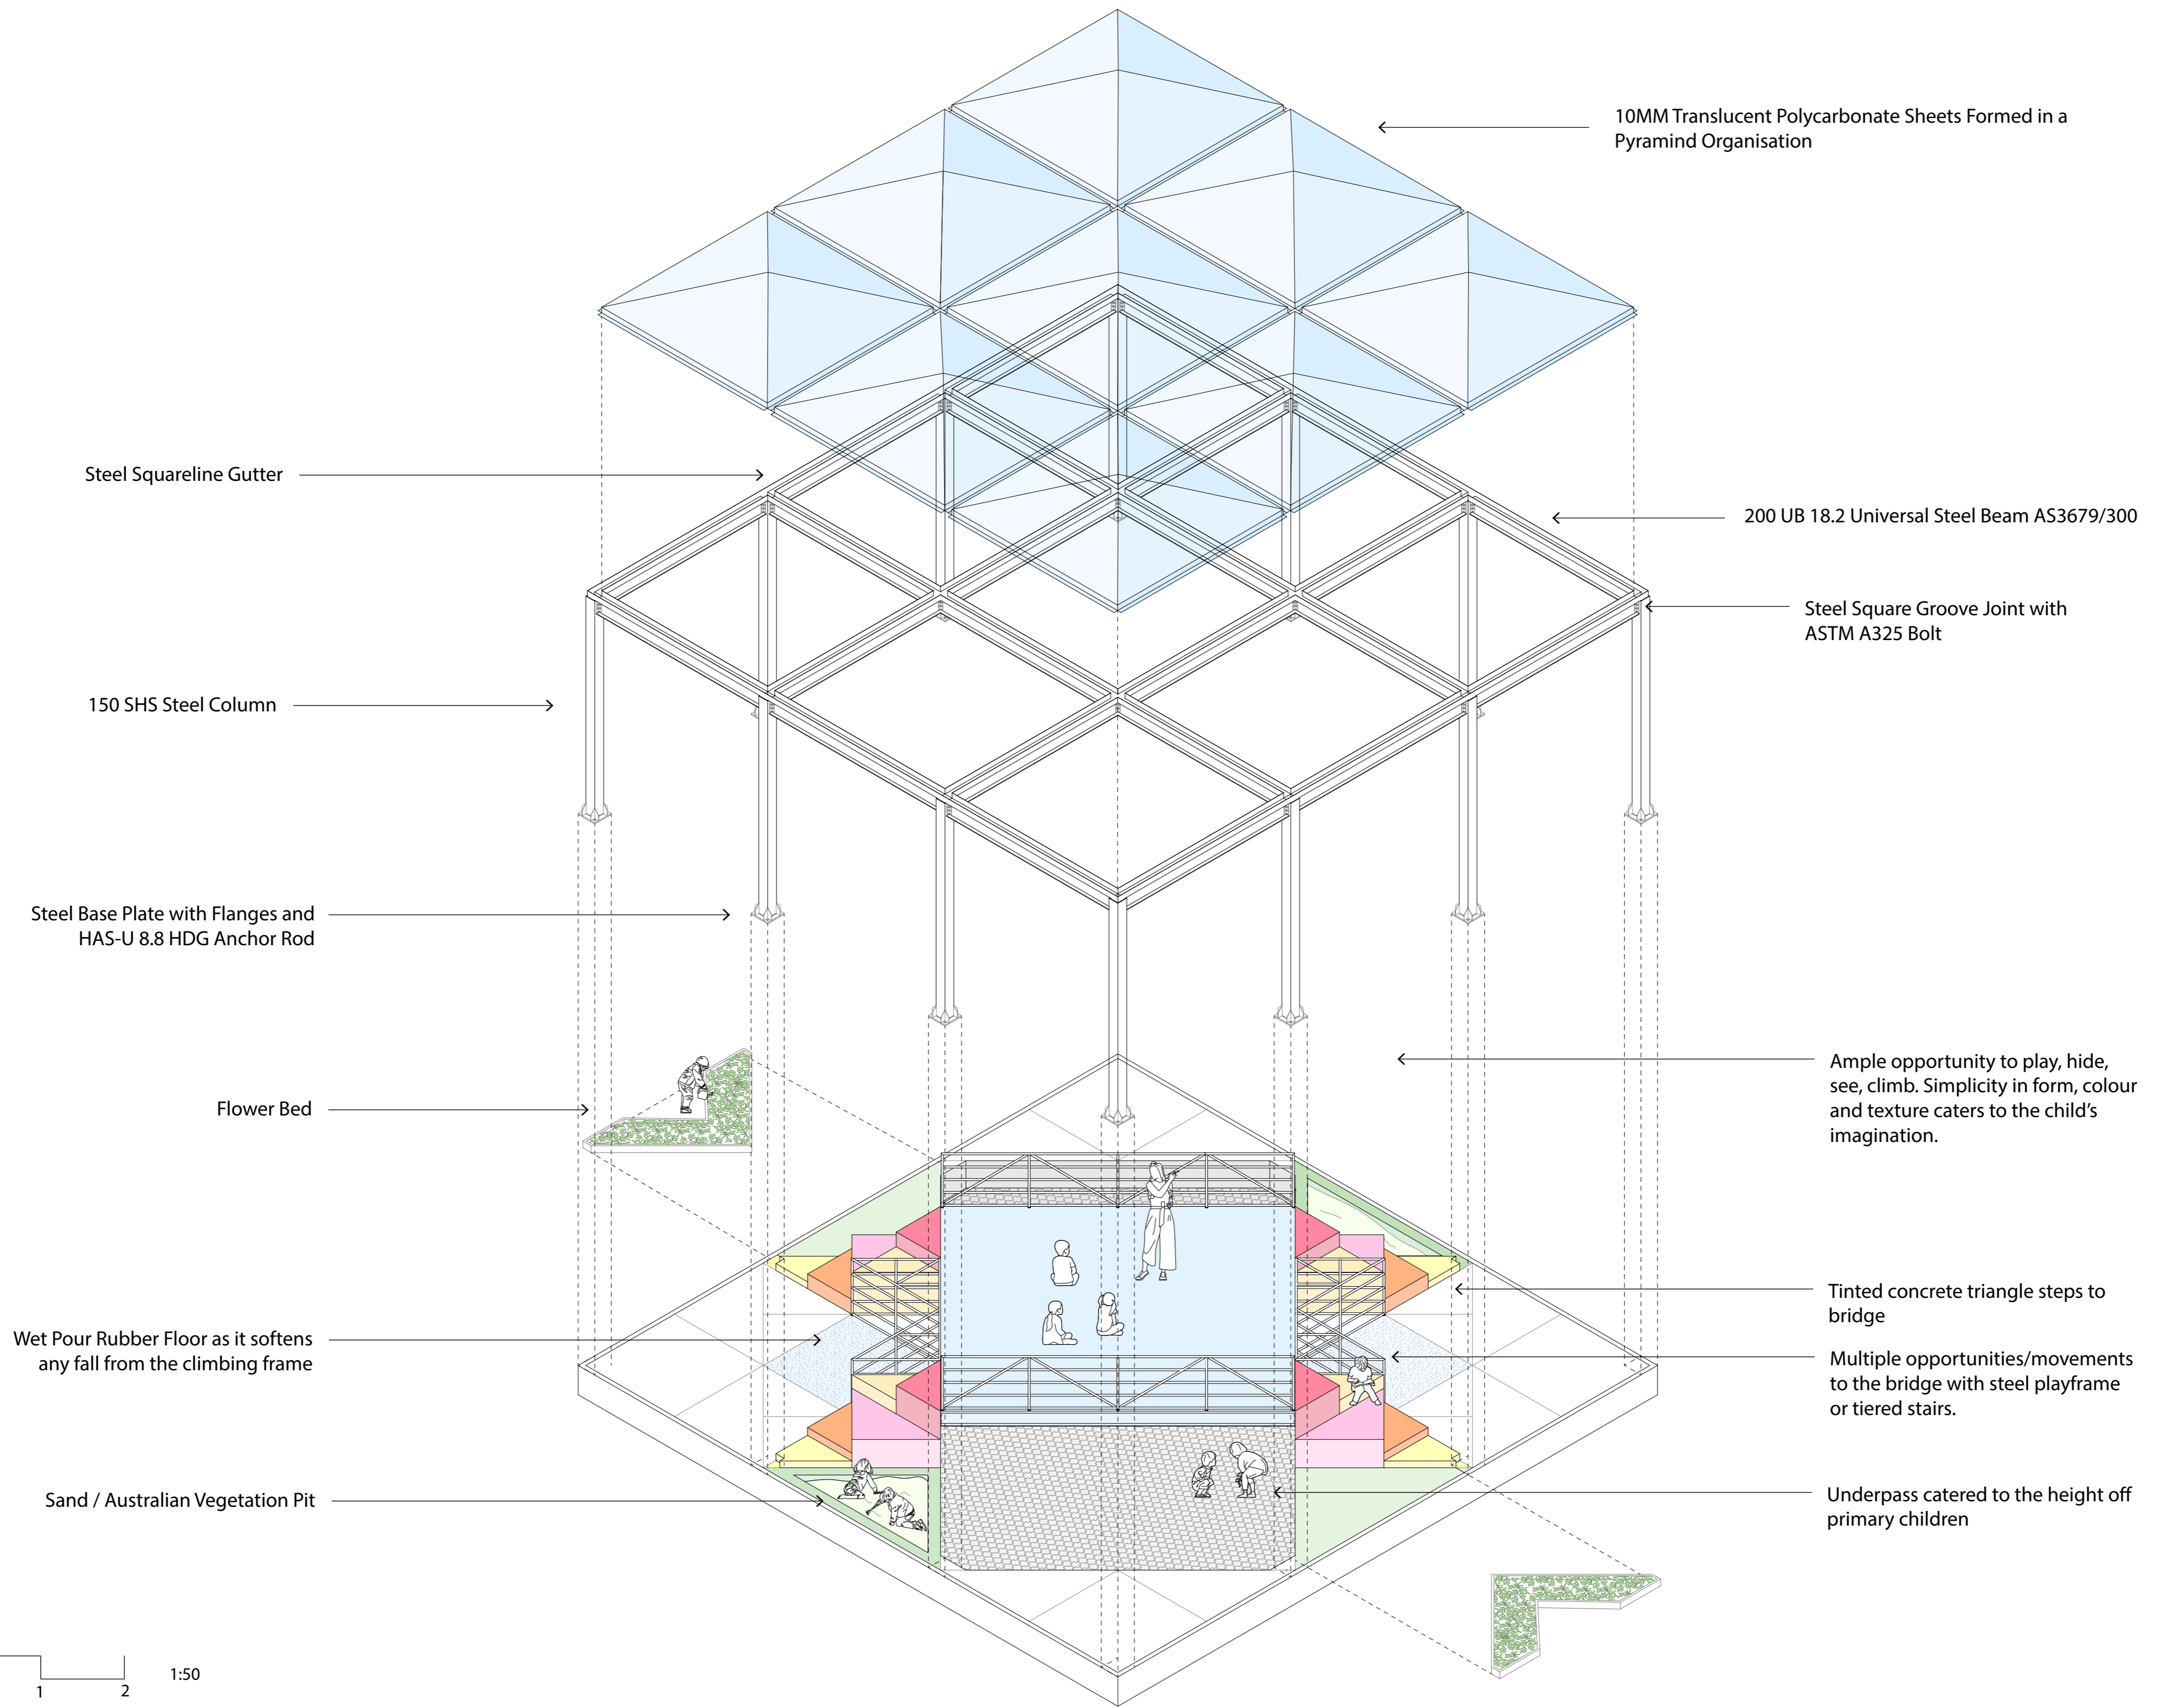 10MM Translucent Polycarbonate Sheets Formed in a
Pyramind Organisation
Steel Squareline Gutter
200 UB 18.2 Universal Steel Beam AS3679/300
Steel Square Groove Joint with
ASTM A325 Bolt
150 SHS Steel Column
Steel Base Plate with Flanges and
HAS-U 8.8 HDG Anchor Rod
Ample opportunity to play, hide,
see, climb. Simplicity in form, colour
and texture caters to the child's
imagination.
Flower Bed
Tinted concrete triangle steps to
bridge
Wet Pour Rubber Floor as it softens
any fall from the climbing frame
Multiple opportunities/movements
to the bridge with steel playframe
or tiered stairs.
Sand / Australian Vegetation Pit
Underpass catered to the height off
primary children
1:50
1 2